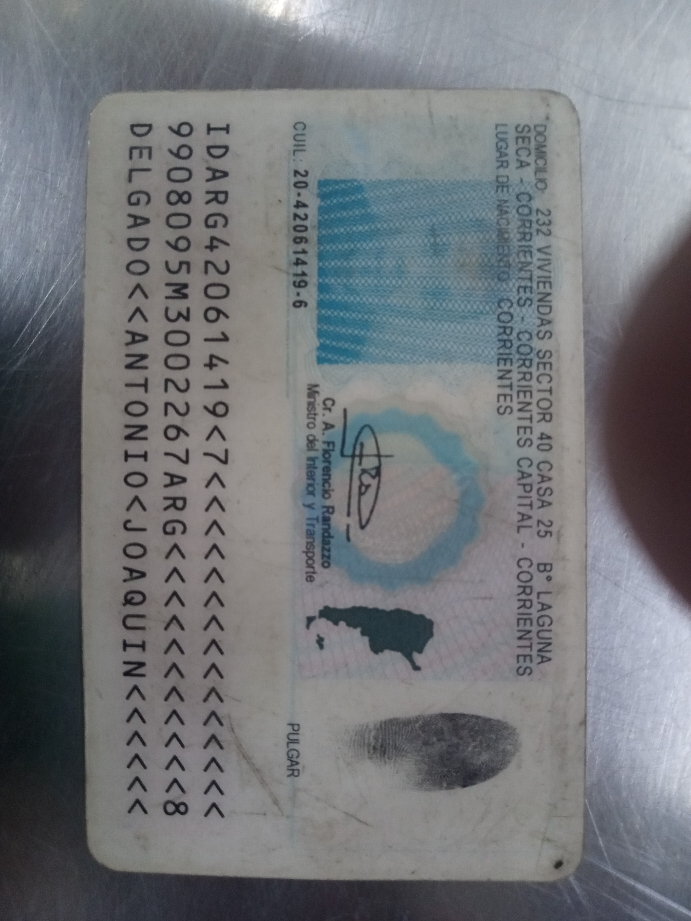 DOMICILIO: 232 VIVIENDAS SECTOR 40 CASA 25 B° LAGUNA
SECA - CORRIENTES - CORRIENTES CAPITAL - CORRIENTES
LUGAR DE NACIMIENTO: CORRIENTES
Cr. A. Florencio Randazzo
Ministro del Interior y Transporte
CUIL: 20-42061419-6
PULGAR
IDARG42061419<7<<<<<<<<<<<<<<<
9908095M3002267ARG<<<<<<<<<<<8
DELGADO<<ANTONIO<JOAQUIN<<<<<<